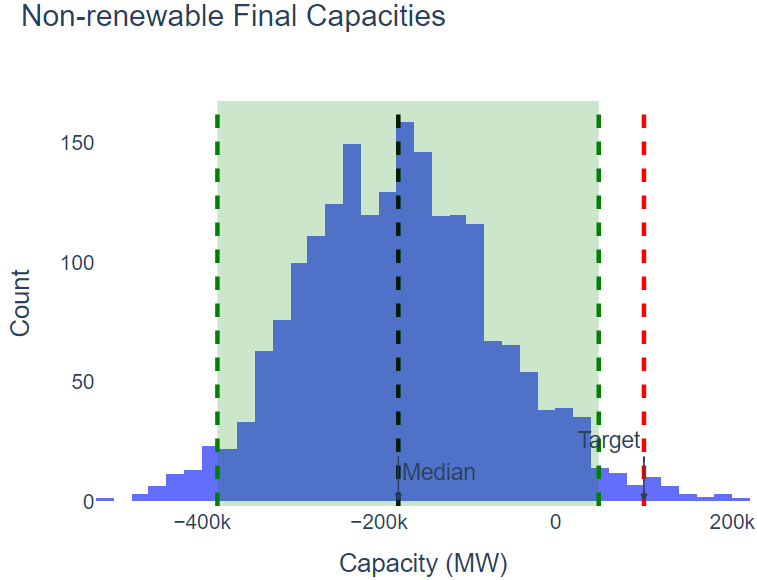 Non-renewable Final Capacities
150
100
50
0
Count
Target
Median
−400k
−200k
0
200k
Capacity (MW)